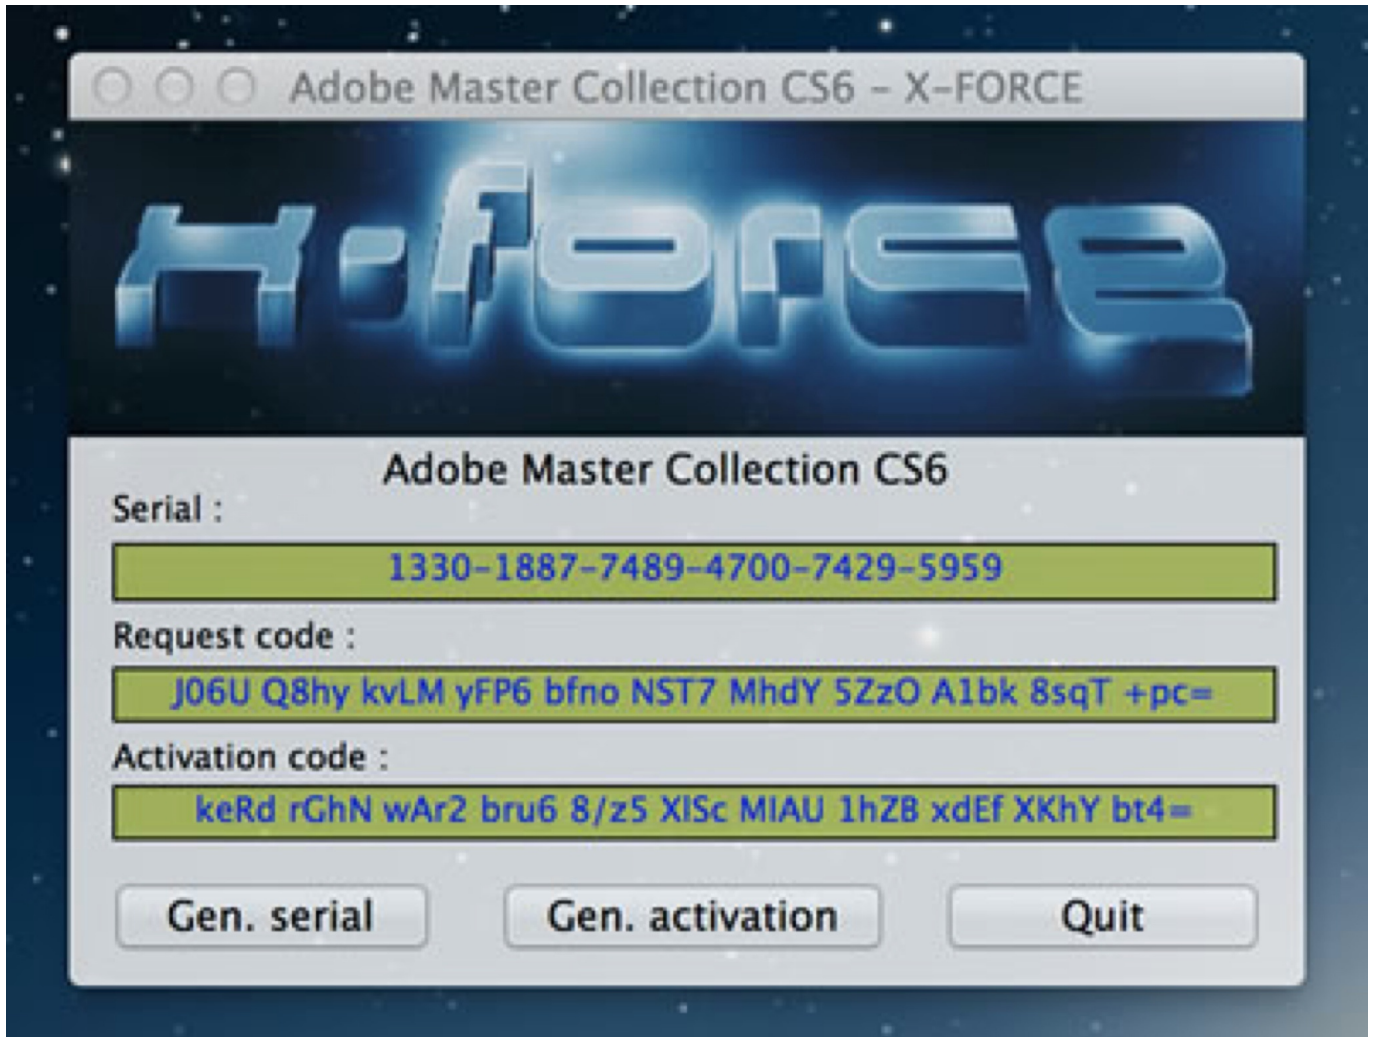 Adobe Master Collection CS6 – X-FORCE
x-force
Adobe Master Collection CS6
Serial :
1330-1887-7489-4700-7429-5959
Request code :
J06U Q8hy kvLM yFP6 bfno NST7 MhdY 5ZzO A1bk 8sqT +pc=
Activation code :
keRd rGhN wAr2 bru6 8/z5 XlSc MlAU 1hZB xdEf XKhY bt4=
Gen. serial Gen. activation Quit